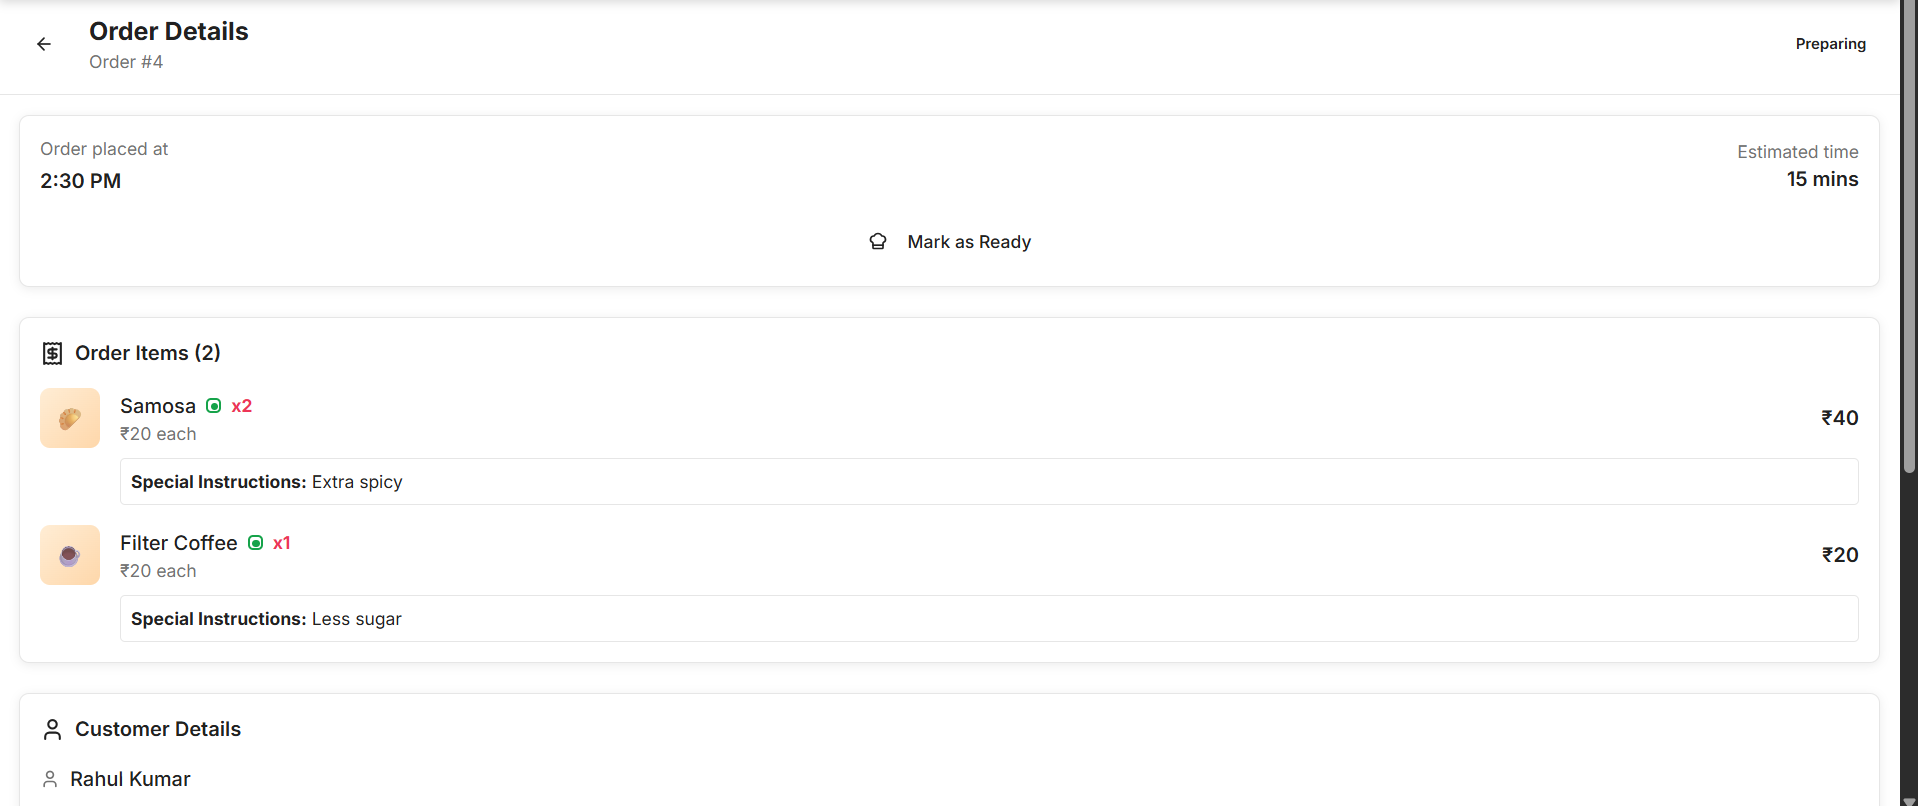 Order Details
Order #4
Preparing
Order placed at
2:30 PM
Estimated time
15 mins
Mark as Ready
Order Items (2)
Samosa x2
₹20 each
₹40
Special Instructions: Extra spicy
Filter Coffee x1
₹20 each
₹20
Special Instructions: Less sugar
Customer Details
Rahul Kumar